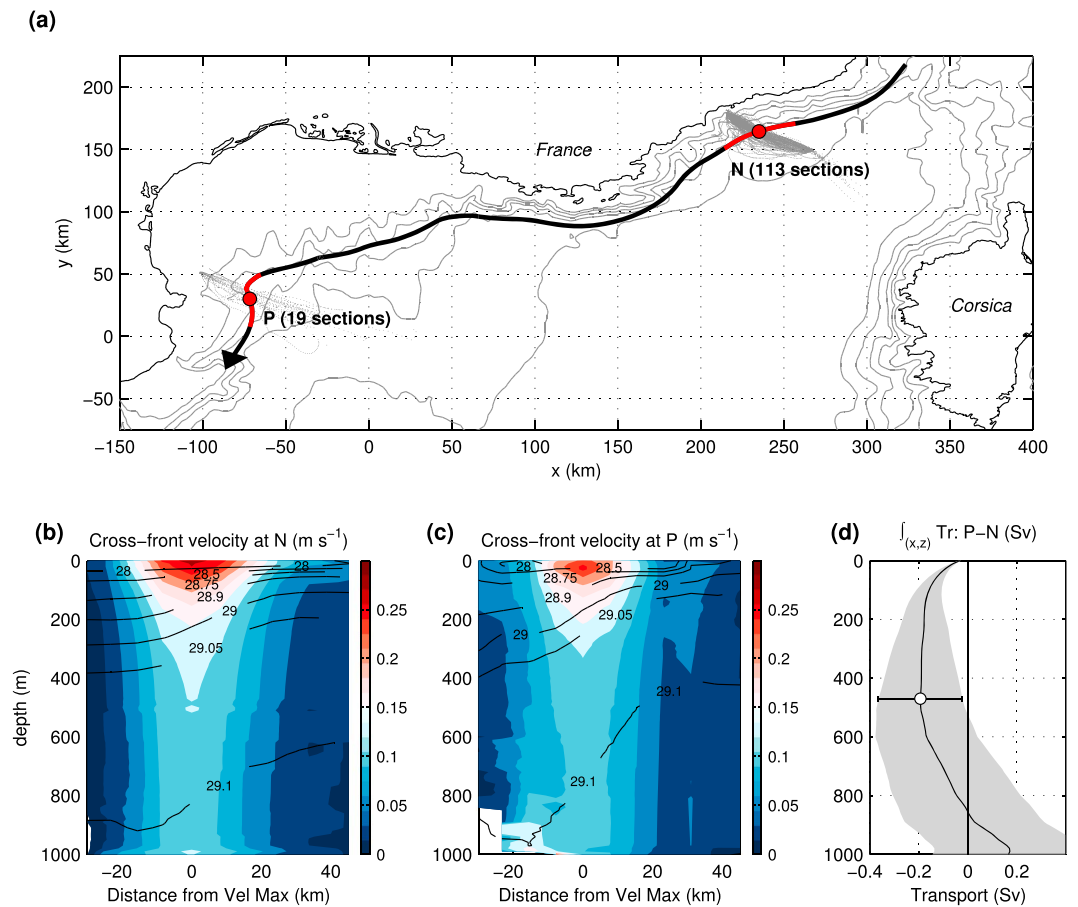 (a)
200
150
100
50
0
−50
y (km)
France
N (113 sections)
P (19 sections)
Corsica
−150 −100 −50 0 50 100 150 200 250 300 350 400
x (km)
(b)
Cross−front velocity at N (m s⁻¹)
0
200
400
600
800
1000
depth (m)
28
28.5
28.75
28.9
29
29.05
29.1
−20 0 20 40
Distance from Vel Max (km)
0.25
0.2
0.15
0.1
0.05
0
(c)
Cross−front velocity at P (m s⁻¹)
0
200
400
600
800
1000
28.5
28.75
28.9
29
29
29.05
29.1
29.1
−20 0 20 40
Distance from Vel Max (km)
0.25
0.2
0.15
0.1
0.05
0
(d)
∫(x,z) Tr: P−N (Sv)
0
200
400
600
800
1000
−0.4 −0.2 0 0.2
Transport (Sv)